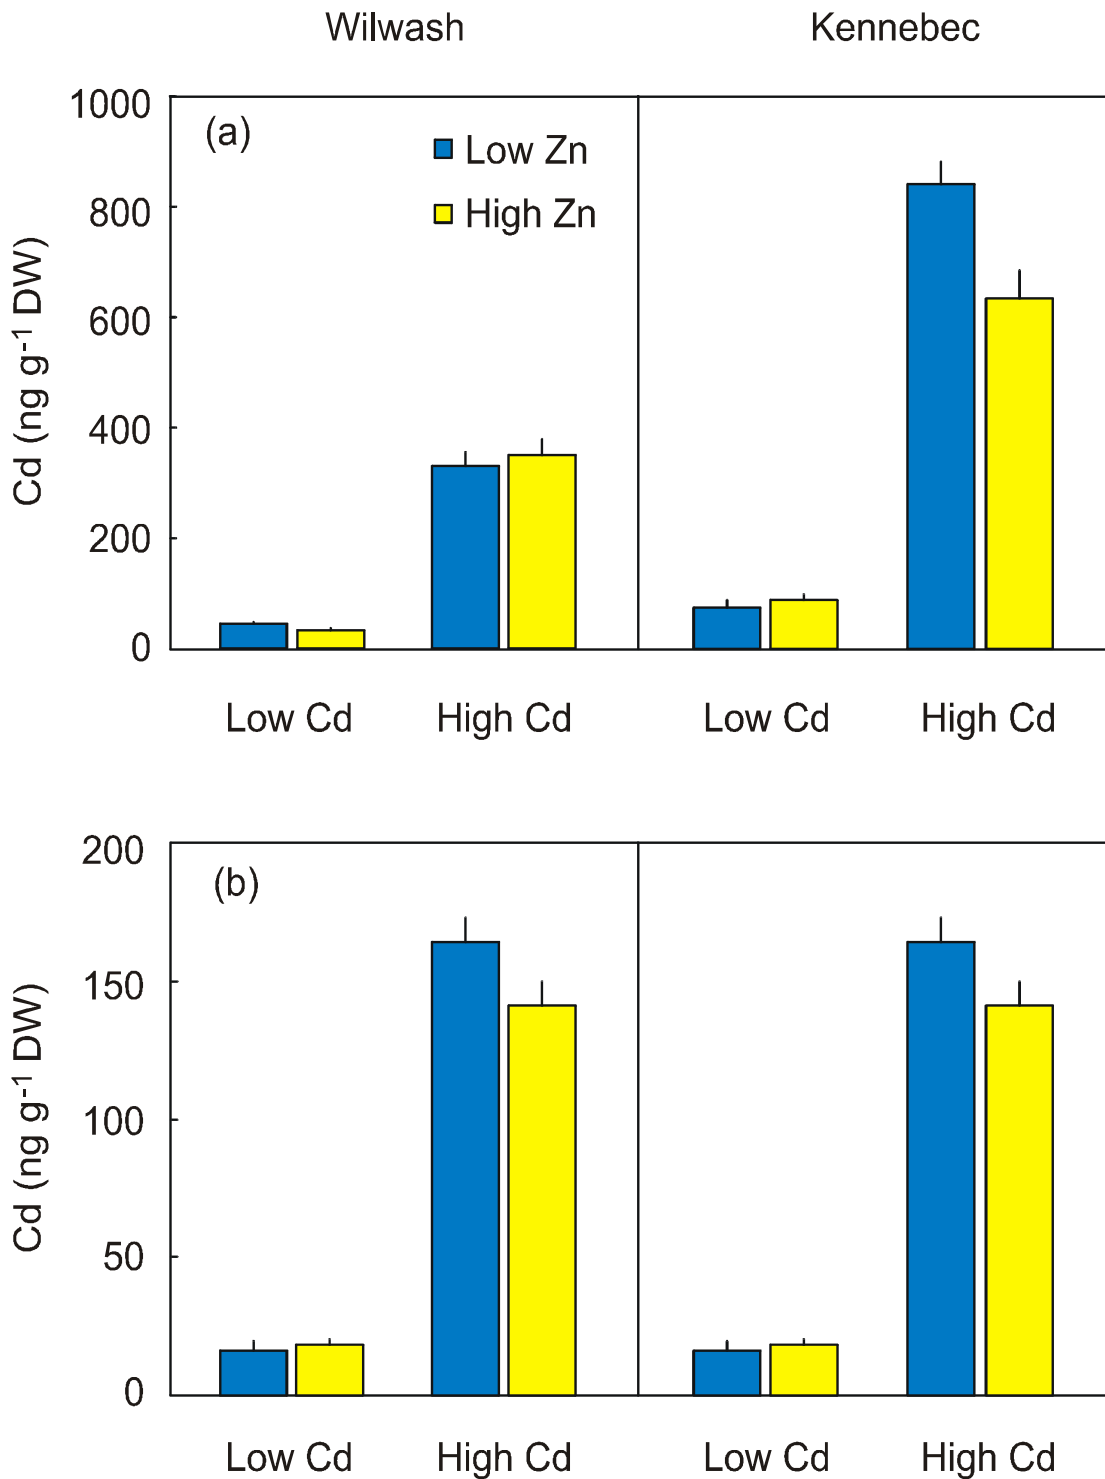 Wilwash Kennebec
1000
(a)
Low Zn
800
High Zn
600
Cd (ng g-1 DW)
400
200
0
Low Cd High Cd Low Cd High Cd
200
(b)
150
Cd (ng g-1 DW)
100
50
0
Low Cd High Cd Low Cd High Cd